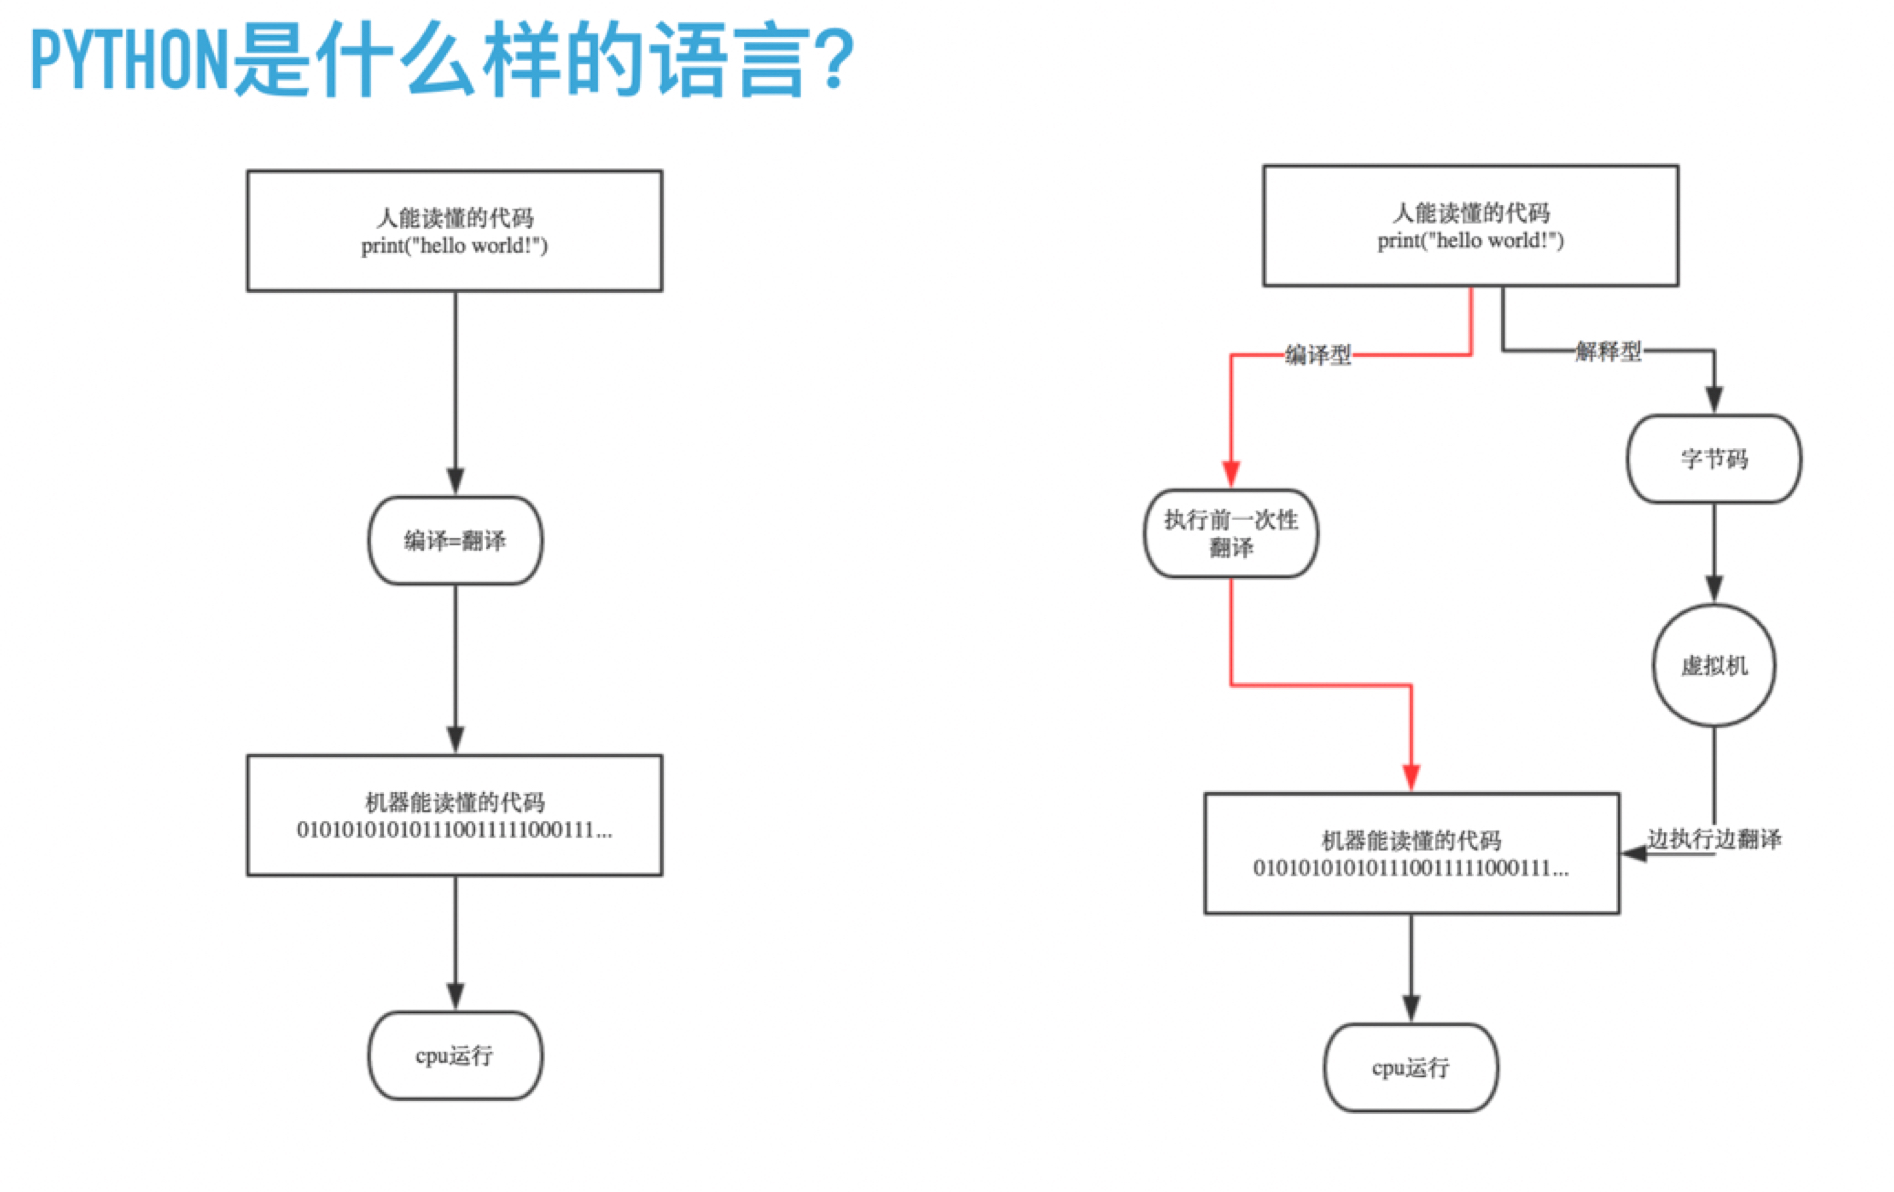 PYTHON是什么样的语言?
人能读懂的代码
print("hello world!")
编译=翻译
机器能读懂的代码
0101010101011100111110001 11...
cpu运行
人能读懂的代码
print("hello world!")
编译型
解释型
字节码
执行前一次性
翻译
虚拟机
边执行边翻译
机器能读懂的代码
010101010101110011111000111...
cpu运行